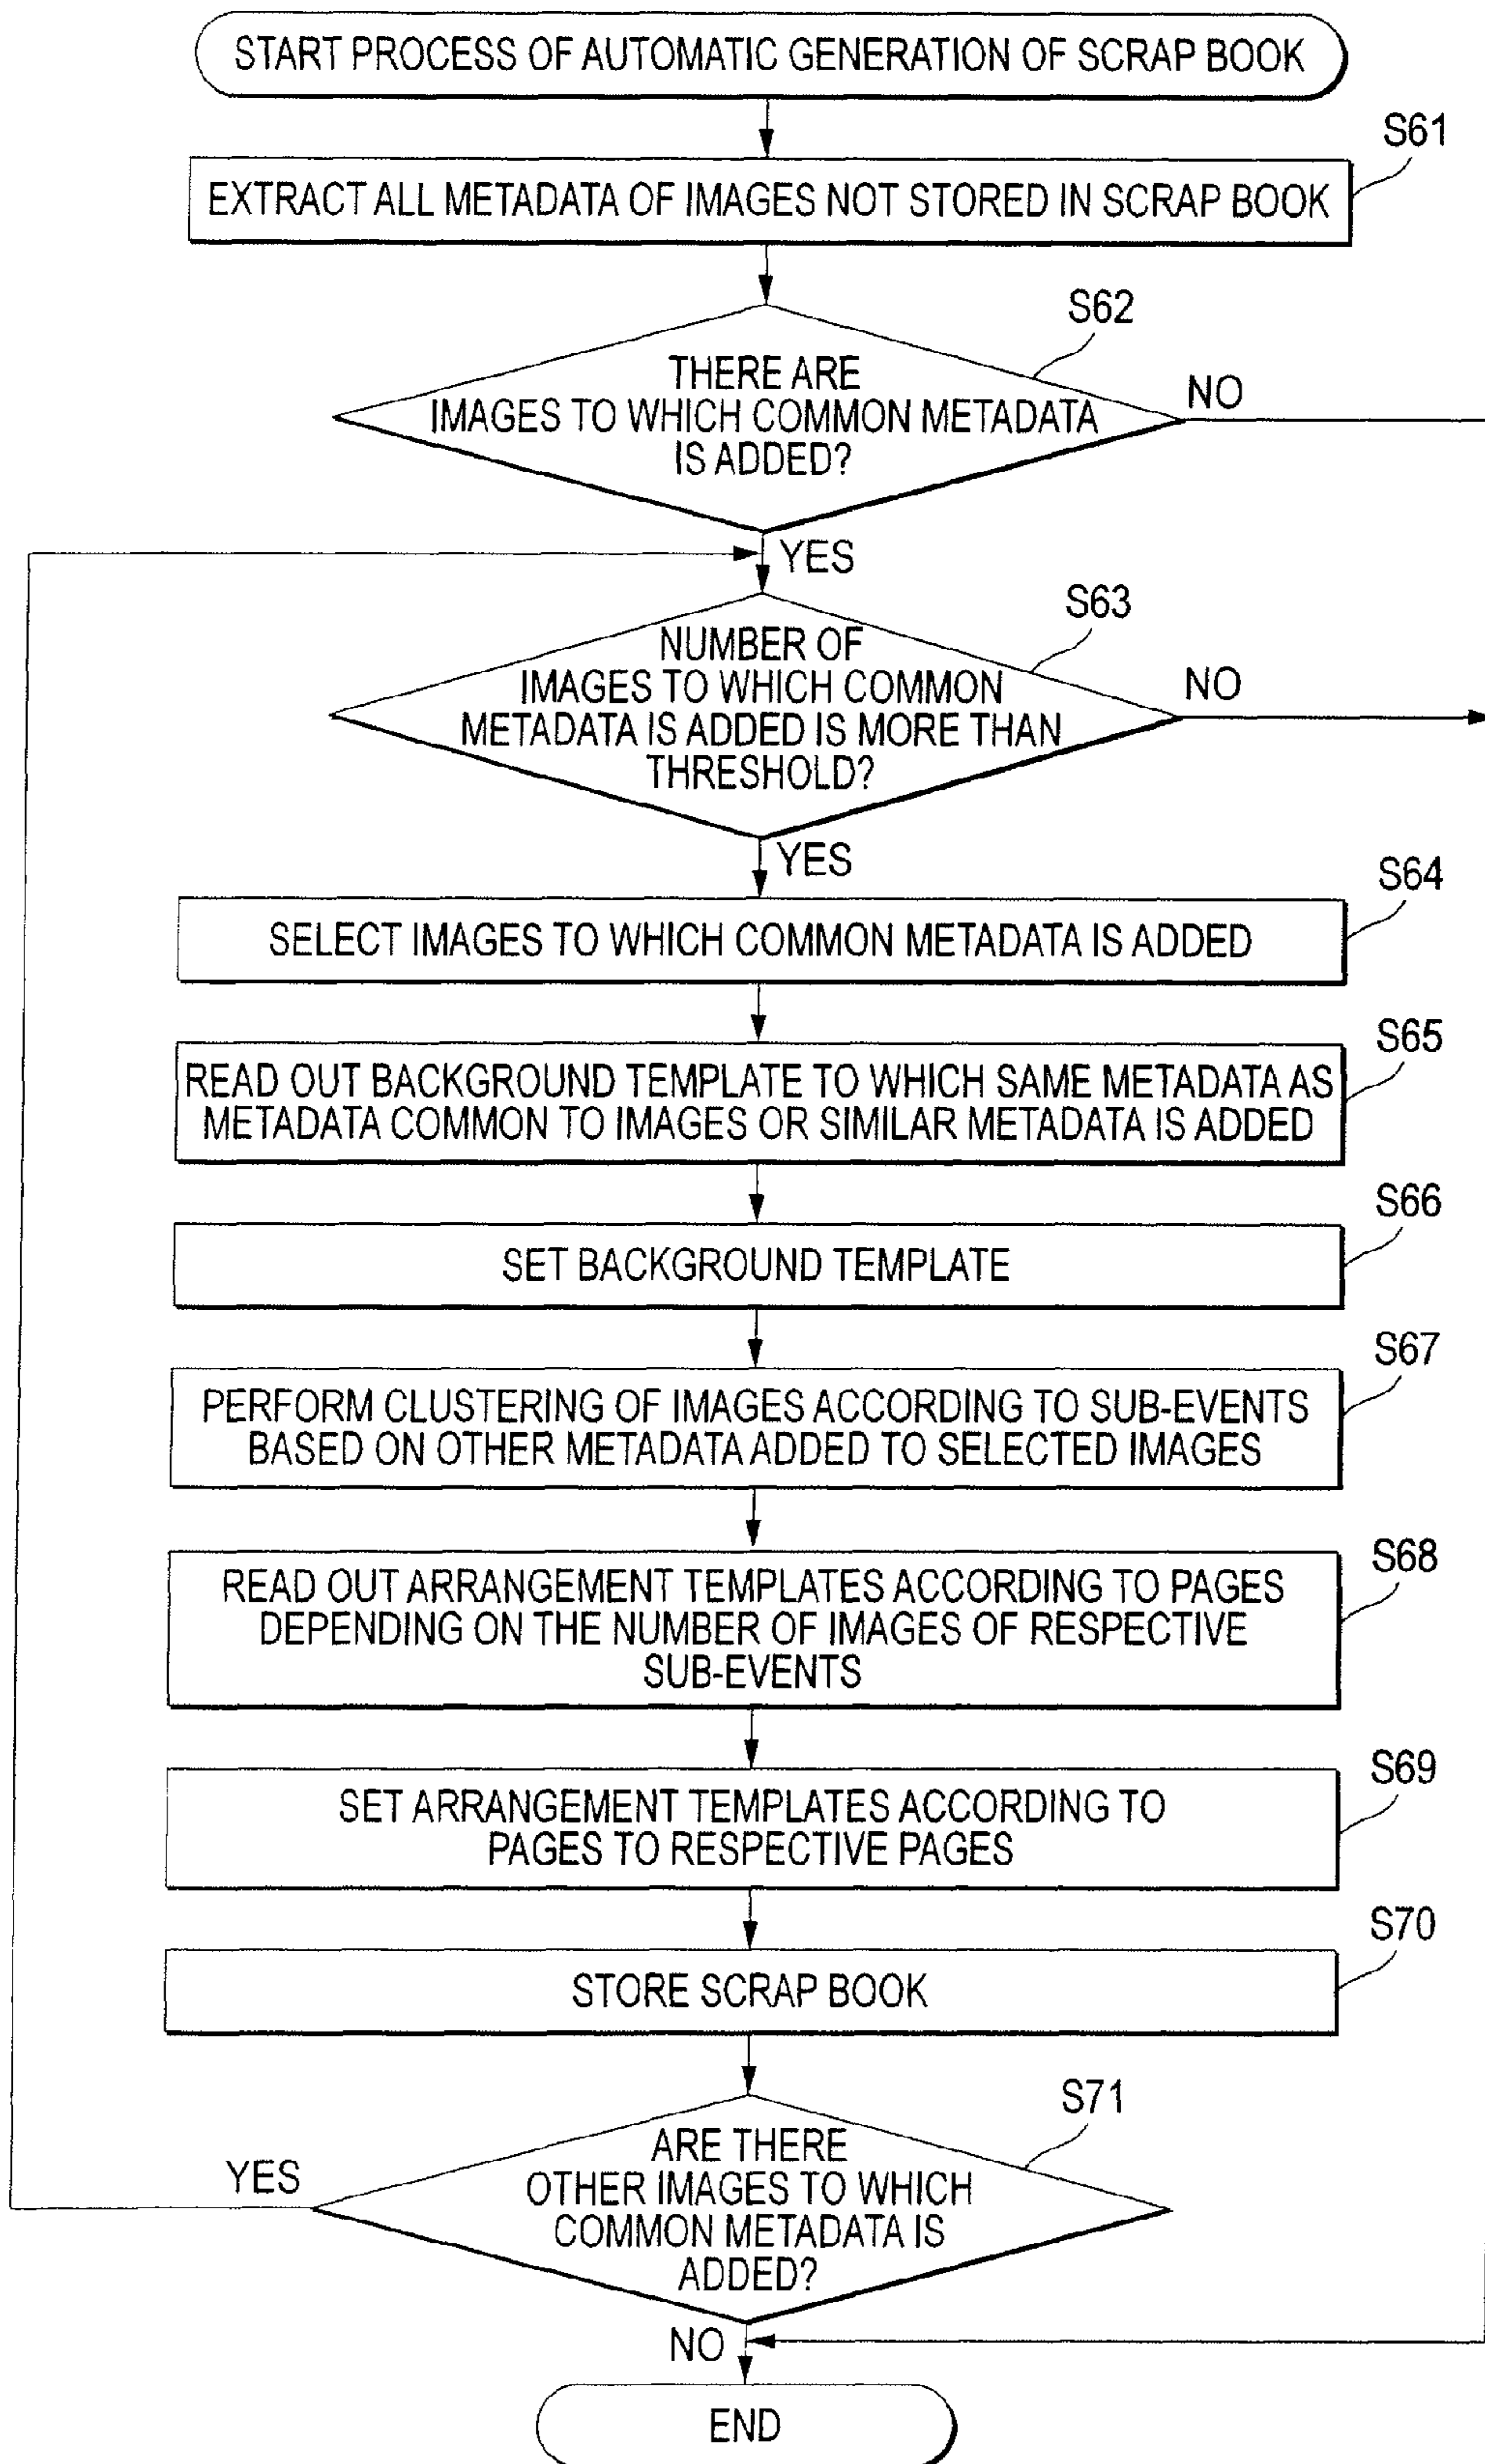 START PROCESS OF AUTOMATIC GENERATION OF SCRAP BOOK
S61
EXTRACT ALL METADATA OF IMAGES NOT STORED IN SCRAP BOOK
S62
THERE ARE
IMAGES TO WHICH COMMON METADATA
IS ADDED?
NO
YES
S63
NUMBER OF
IMAGES TO WHICH COMMON
METADATA IS ADDED IS MORE THAN
THRESHOLD?
NO
YES
S64
SELECT IMAGES TO WHICH COMMON METADATA IS ADDED
S65
READ OUT BACKGROUND TEMPLATE TO WHICH SAME METADATA AS
METADATA COMMON TO IMAGES OR SIMILAR METADATA IS ADDED
S66
SET BACKGROUND TEMPLATE
S67
PERFORM CLUSTERING OF IMAGES ACCORDING TO SUB-EVENTS
BASED ON OTHER METADATA ADDED TO SELECTED IMAGES
S68
READ OUT ARRANGEMENT TEMPLATES ACCORDING TO PAGES
DEPENDING ON THE NUMBER OF IMAGES OF RESPECTIVE
SUB-EVENTS
S69
SET ARRANGEMENT TEMPLATES ACCORDING TO
PAGES TO RESPECTIVE PAGES
S70
STORE SCRAP BOOK
S71
ARE THERE
OTHER IMAGES TO WHICH
COMMON METADATA IS
ADDED?
YES
NO
END